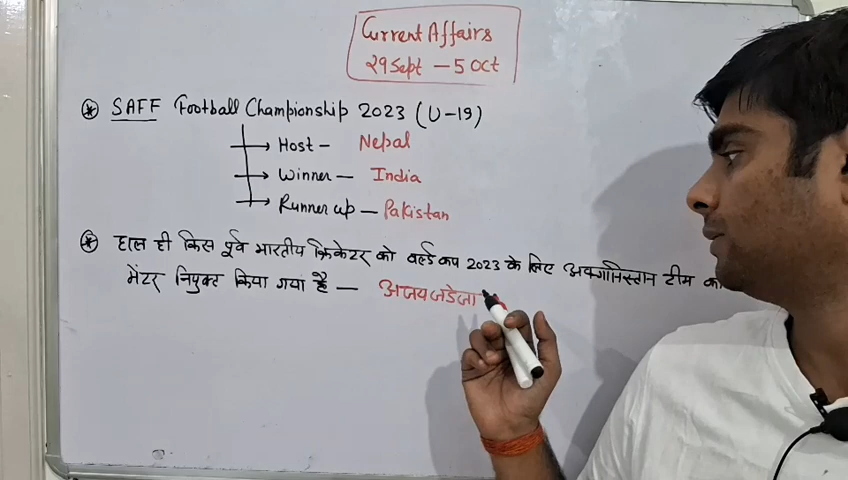 Current Affairs
29 Sept - 5 Oct
* SAFF Football Championship 2023 (U-19)
Host - Nepal
Winner - India
Runner up - Pakistan
* हाल ही किस पूर्व भारतीय क्रिकेटर को वर्ल्ड कप 2023 के लिए अफ्गानिस्तान टीम का
मेंटर नियुक्त किया गया है - अजय जडेजा